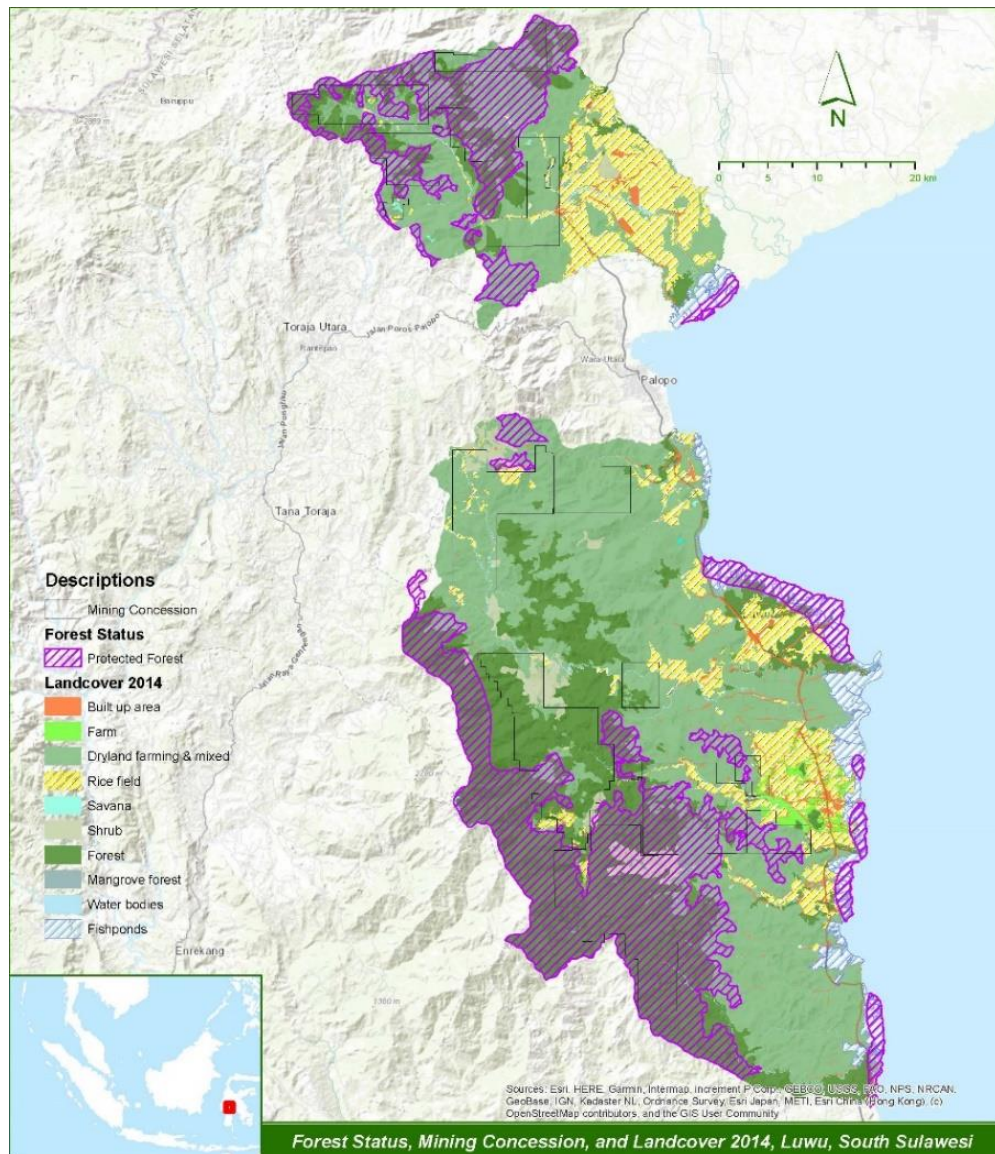 Baruppu
N
0 5 10 20 km
Toraja Utara
Jalan Poros Palopo
Rantepao
Wara Utara
Palopo
Tana Toraja
Descriptions
Mining Concession
Forest Status
Protected Forest
Landcover 2014
Built up area
Farm
Dryland farming & mixed
Rice field
Savana
Shrub
Forest
Mangrove forest
Water bodies
Fishponds
Enrekang
Sources: Esri, HERE, Garmin, Intermap, increment P Corp., GEBCO, USGS, FAO, NPS, NRCAN,
GeoBase, IGN, Kadaster NL, Ordnance Survey, Esri Japan, METI, Esri China (Hong Kong), (c)
OpenStreetMap contributors, and the GIS User Community
Forest Status, Mining Concession, and Landcover 2014, Luwu, South Sulawesi